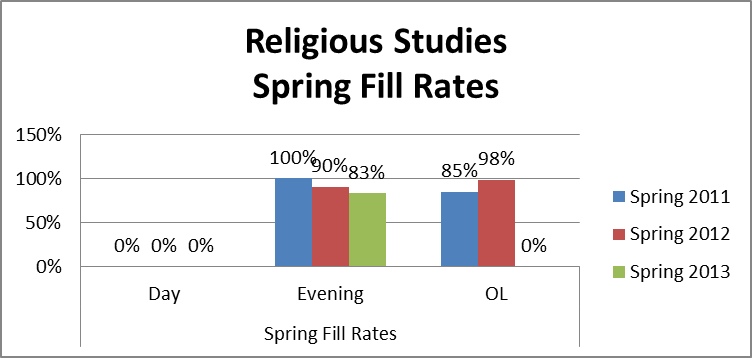 Religious Studies
Spring Fill Rates
150%
100%
50%
0%
0% 0% 0%
100%
90%
83%
85%
98%
0%
Day Evening OL
Spring Fill Rates
Spring 2011
Spring 2012
Spring 2013